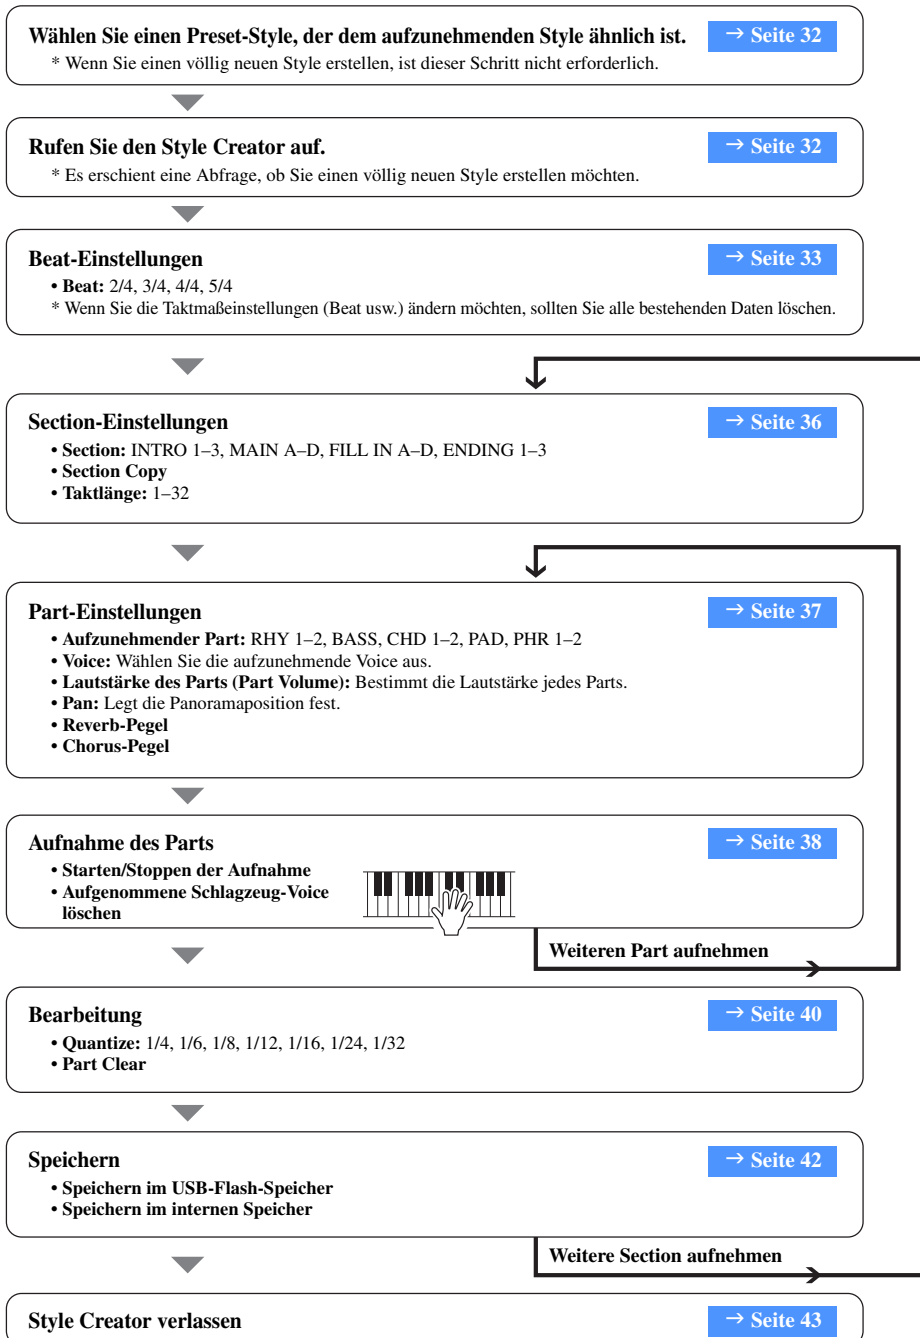 Wählen Sie einen Preset-Style, der dem aufzunehmenden Style ähnlich ist. → Seite 32
* Wenn Sie einen völlig neuen Style erstellen, ist dieser Schritt nicht erforderlich.
Rufen Sie den Style Creator auf. → Seite 32
* Es erschient eine Abfrage, ob Sie einen völlig neuen Style erstellen möchten.
Beat-Einstellungen → Seite 33
• Beat: 2/4, 3/4, 4/4, 5/4
* Wenn Sie die Taktmaßeinstellungen (Beat usw.) ändern möchten, sollten Sie alle bestehenden Daten löschen.
Section-Einstellungen → Seite 36
• Section: INTRO 1–3, MAIN A–D, FILL IN A–D, ENDING 1–3
• Section Copy
• Taktlänge: 1–32
Part-Einstellungen → Seite 37
• Aufzunehmender Part: RHY 1–2, BASS, CHD 1–2, PAD, PHR 1–2
• Voice: Wählen Sie die aufzunehmende Voice aus.
• Lautstärke des Parts (Part Volume): Bestimmt die Lautstärke jedes Parts.
• Pan: Legt die Panoramaposition fest.
• Reverb-Pegel
• Chorus-Pegel
Aufnahme des Parts → Seite 38
• Starten/Stoppen der Aufnahme
• Aufgenommene Schlagzeug-Voice
löschen
Weiteren Part aufnehmen
Bearbeitung → Seite 40
• Quantize: 1/4, 1/6, 1/8, 1/12, 1/16, 1/24, 1/32
• Part Clear
Speichern → Seite 42
• Speichern im USB-Flash-Speicher
• Speichern im internen Speicher
Weitere Section aufnehmen
Style Creator verlassen → Seite 43